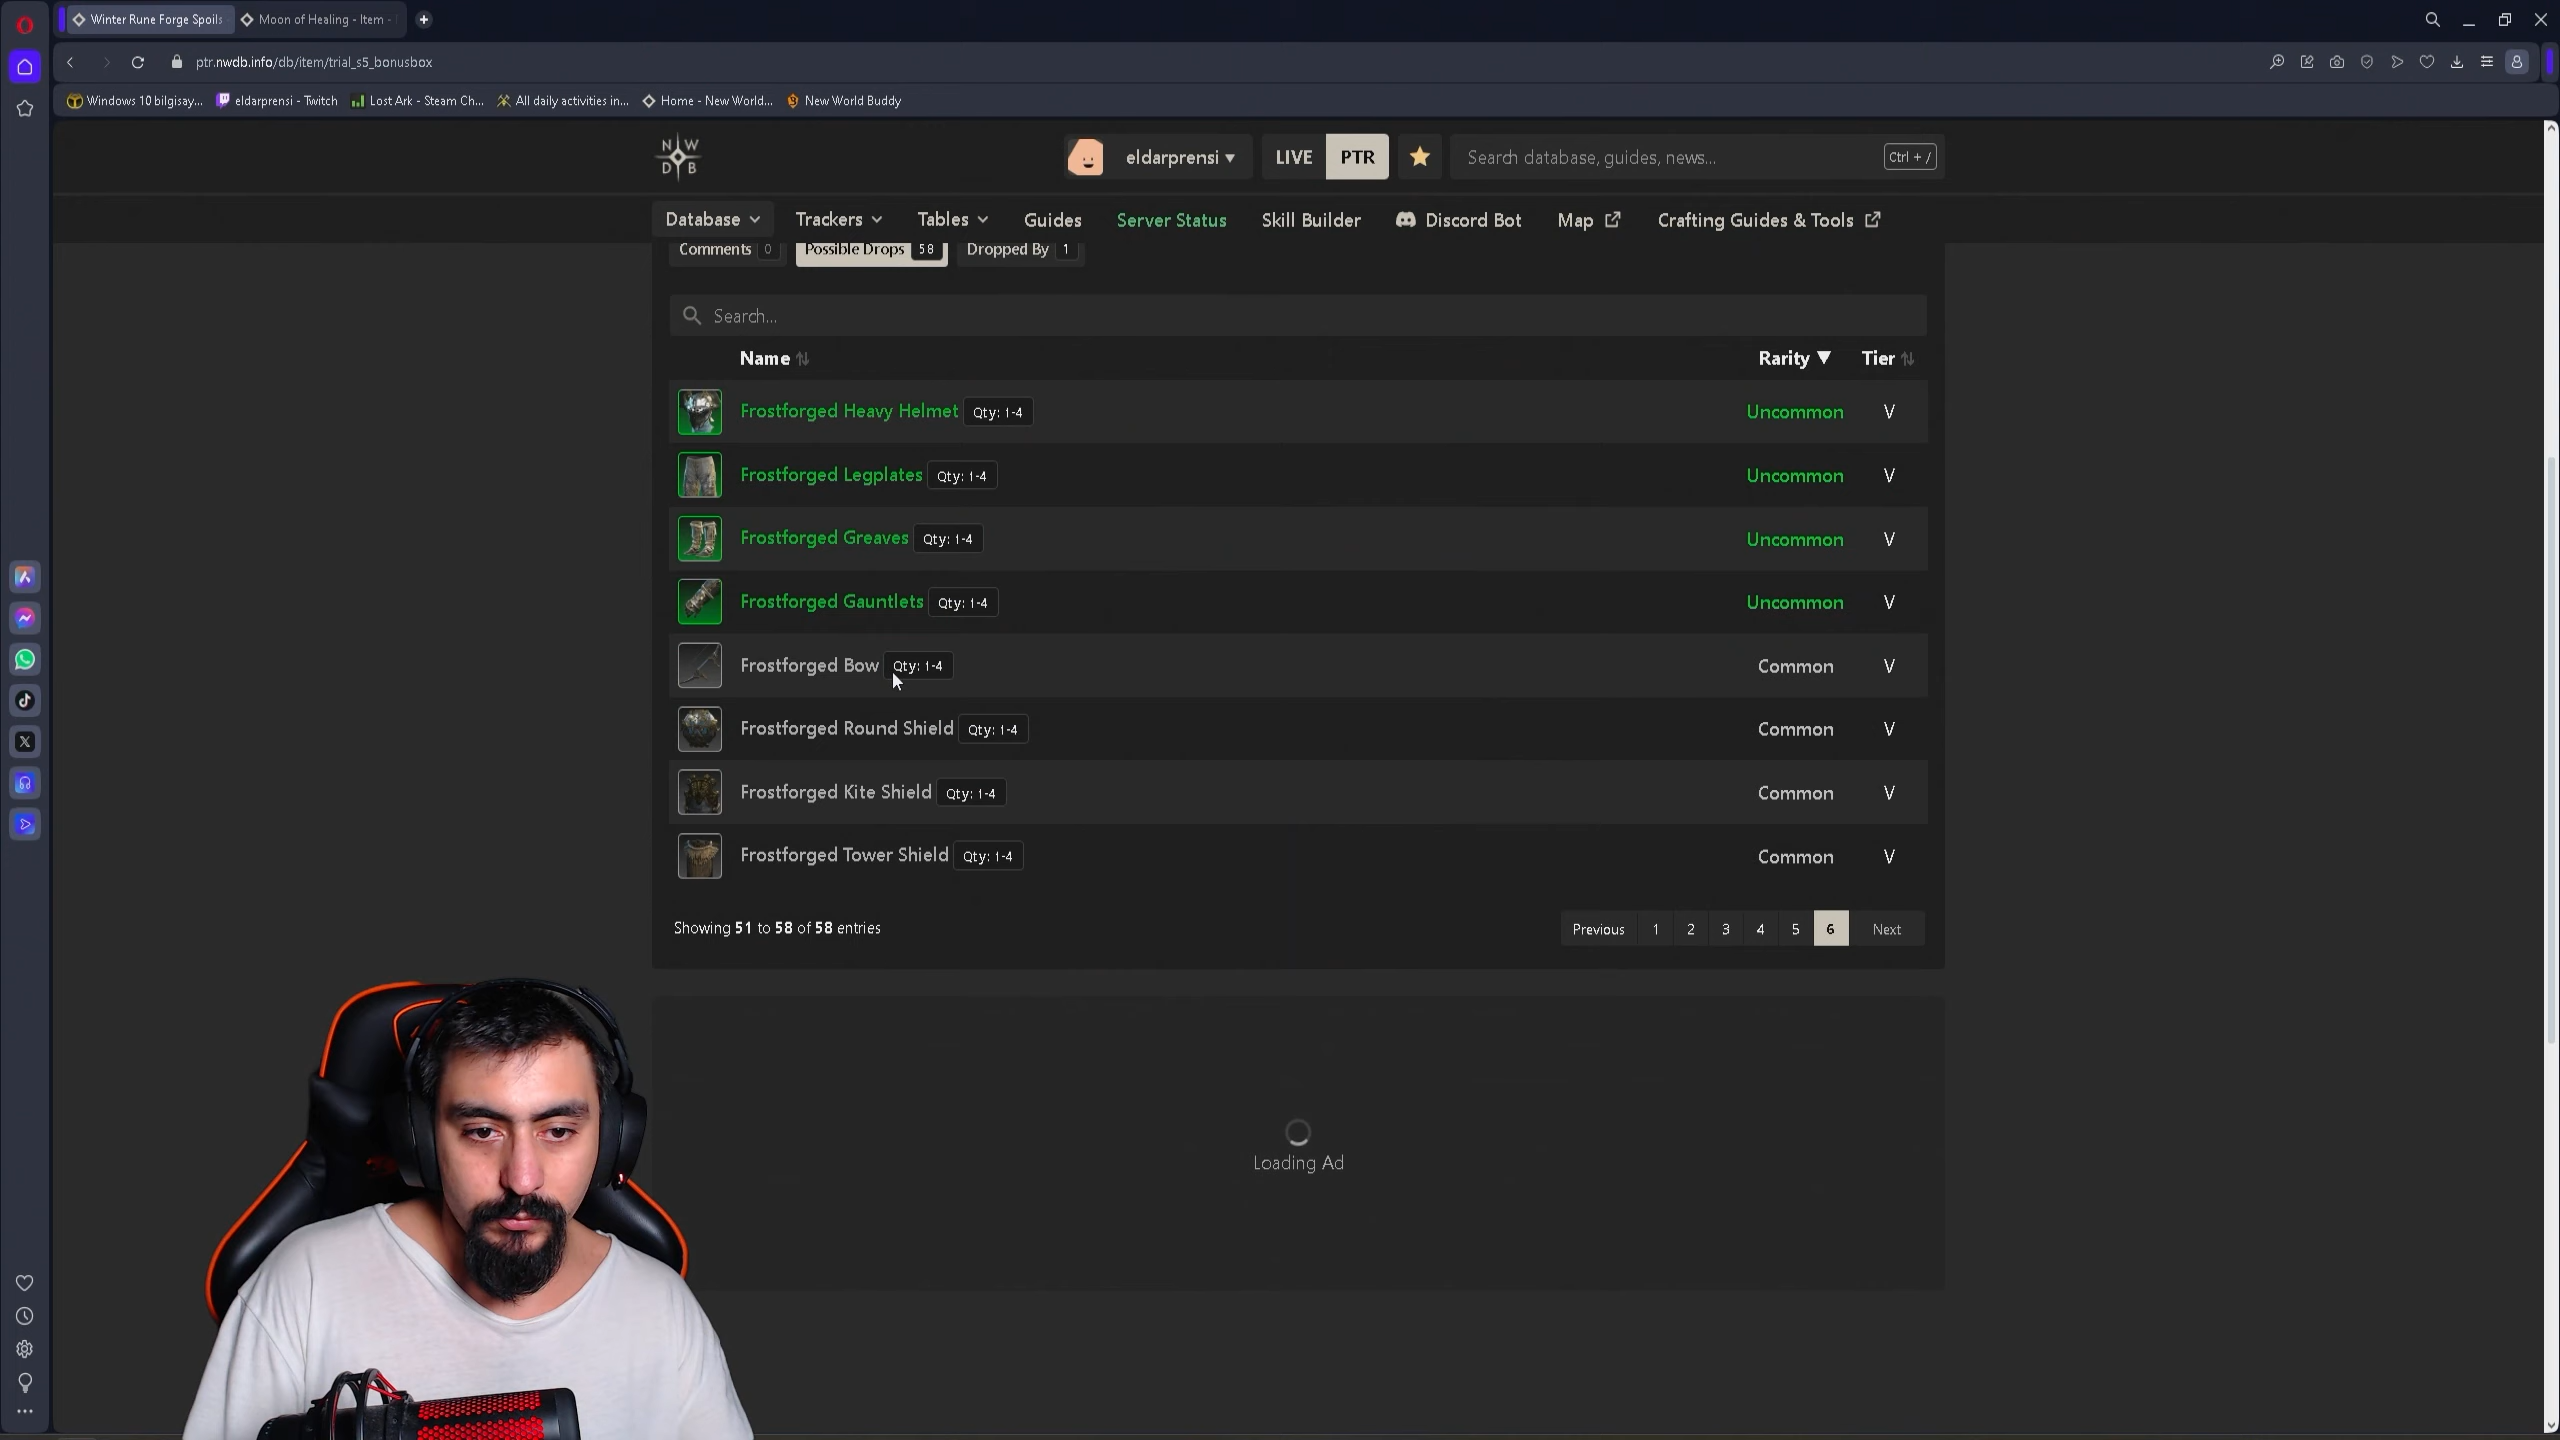 Winter Rune Forge Spoils
Moon of Healing - Item -
ptr.nwdb.info/db/item/trial_s5_bonusbox
Windows 10 bilgisay...
eldarprensi - Twitch
Lost Ark - Steam Ch...
All daily activities in...
Home - New World...
New World Buddy
N W
D B
eldarprensi
LIVE
PTR
Search database, guides, news...
Ctrl + /
Database
Trackers
Tables
Guides
Server Status
Skill Builder
Discord Bot
Map
Crafting Guides & Tools
Comments 0
Possible Drops 58
Dropped By 1
Search...
Name
Rarity
Tier
Frostforged Heavy Helmet Qty: 1-4 Uncommon V
Frostforged Legplates Qty: 1-4 Uncommon V
Frostforged Greaves Qty: 1-4 Uncommon V
Frostforged Gauntlets Qty: 1-4 Uncommon V
Frostforged Bow Qty: 1-4 Common V
Frostforged Round Shield Qty: 1-4 Common V
Frostforged Kite Shield Qty: 1-4 Common V
Frostforged Tower Shield Qty: 1-4 Common V
Showing 51 to 58 of 58 entries
Previous 1 2 3 4 5 6 Next
Loading Ad